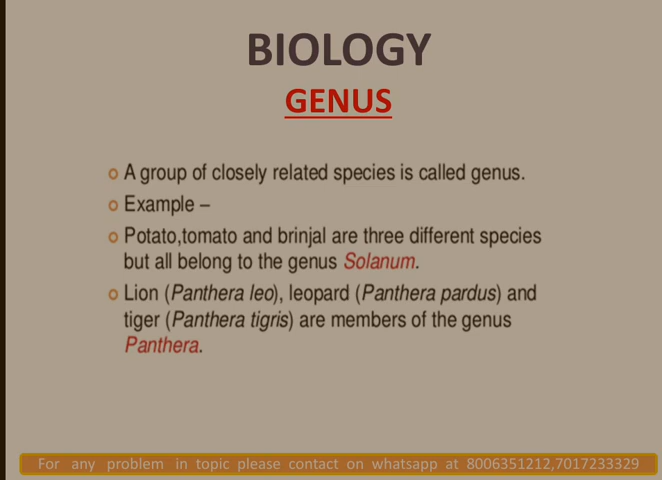 BIOLOGY
GENUS
A group of closely related species is called genus.
Example –
Potato,tomato and brinjal are three different species
but all belong to the genus Solanum.
Lion (Panthera leo), leopard (Panthera pardus) and
tiger (Panthera tigris) are members of the genus
Panthera.
For any problem in topic please contact on whatsapp at 8006351212,7017233329